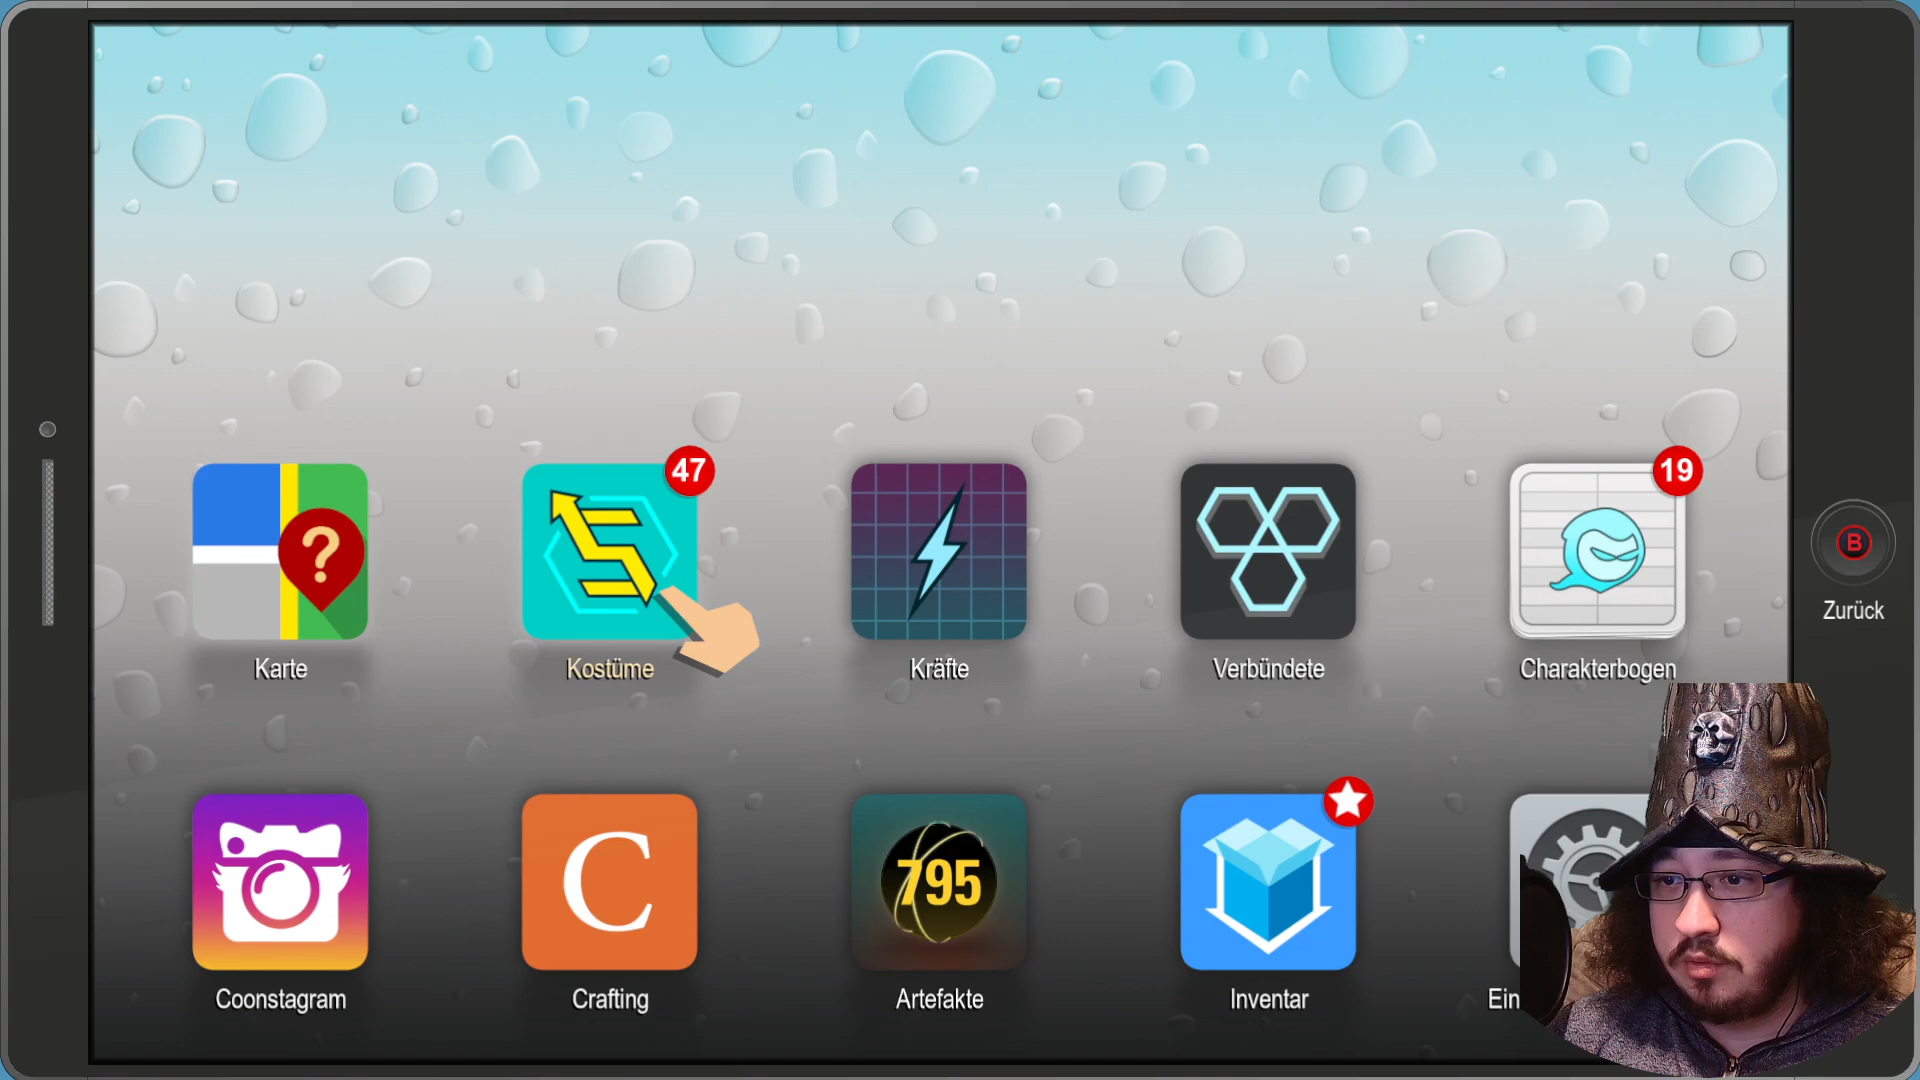 47
19
?
Karte
Kostüme
Kräfte
Verbündete
Charakterbogen
B
Zurück
C
795
Coonstagram
Crafting
Artefakte
Inventar
Ein